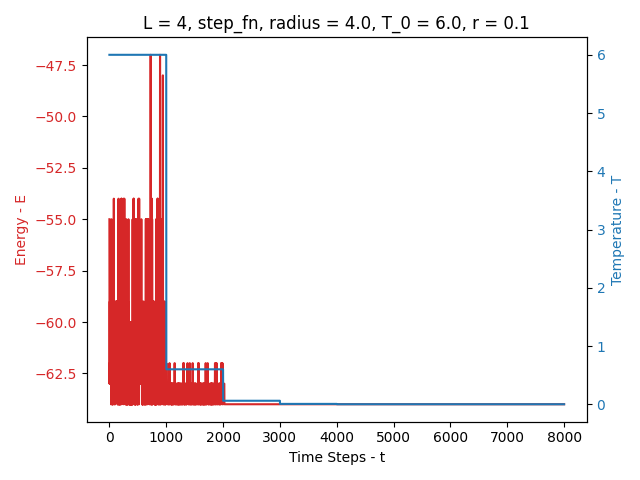 L = 4, step_fn, radius = 4.0, T_0 = 6.0, r = 0.1
Energy - E
−47.5
−50.0
−52.5
−55.0
−57.5
−60.0
−62.5
6
5
4
3
2
1
0
Temperature - T
0 1000 2000 3000 4000 5000 6000 7000 8000
Time Steps - t